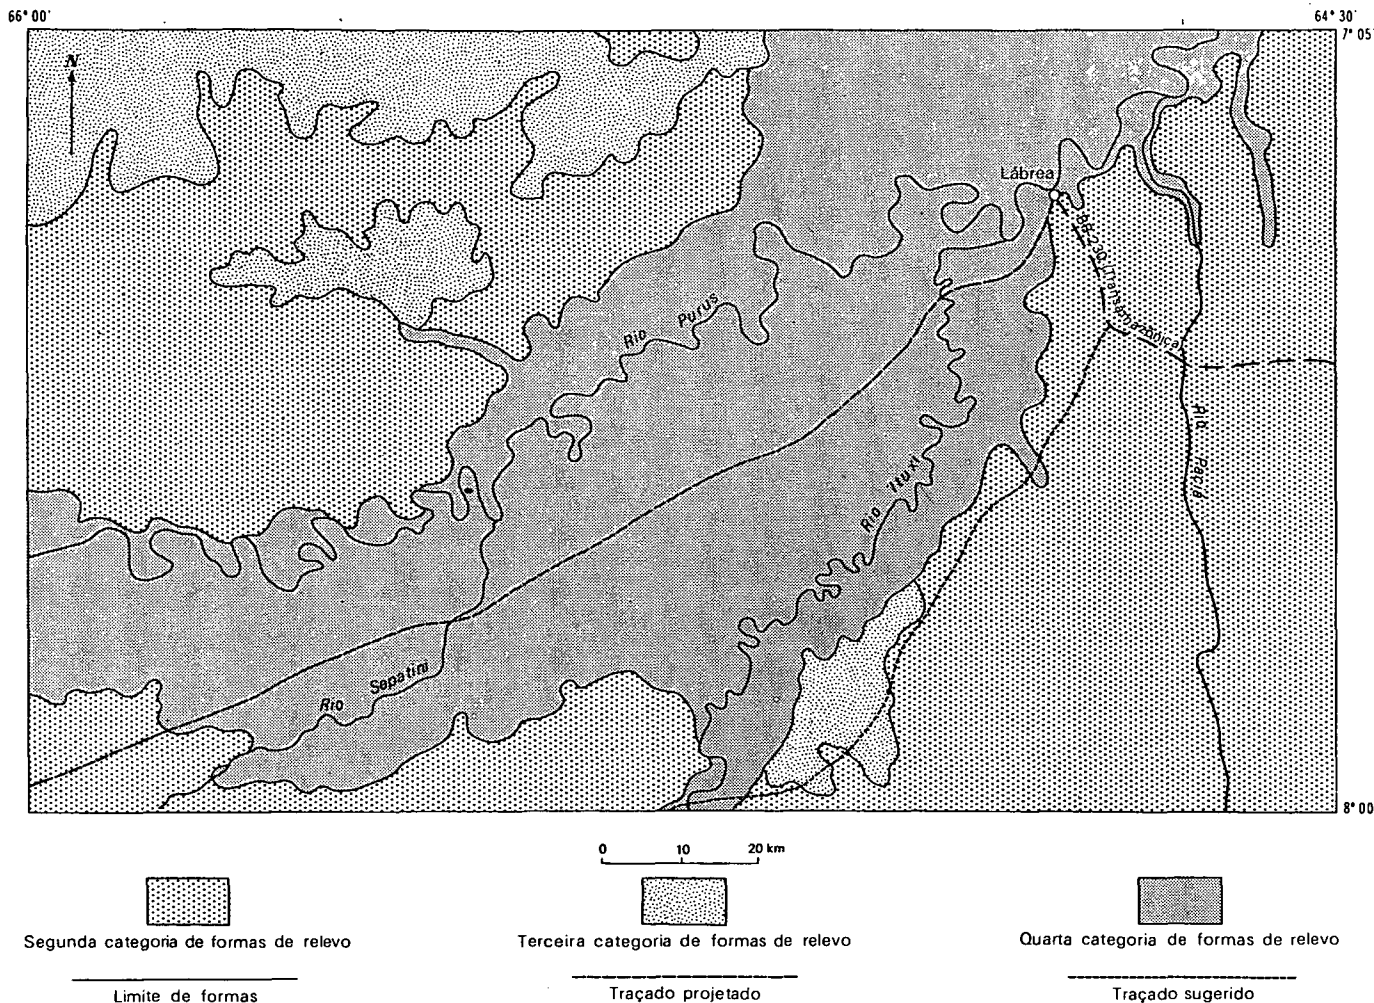 66° 00'
64° 30'
7° 05'
N
Lábrea
BR-230 (Transamazônica)
Rio Purus
Rio Ituxi
Rio Paciá
Rio Sepatini
8° 00'
0 10 20 km
Segunda categoria de formas de relevo
Terceira categoria de formas de relevo
Quarta categoria de formas de relevo
Limite de formas
Traçado projetado
Traçado sugerido